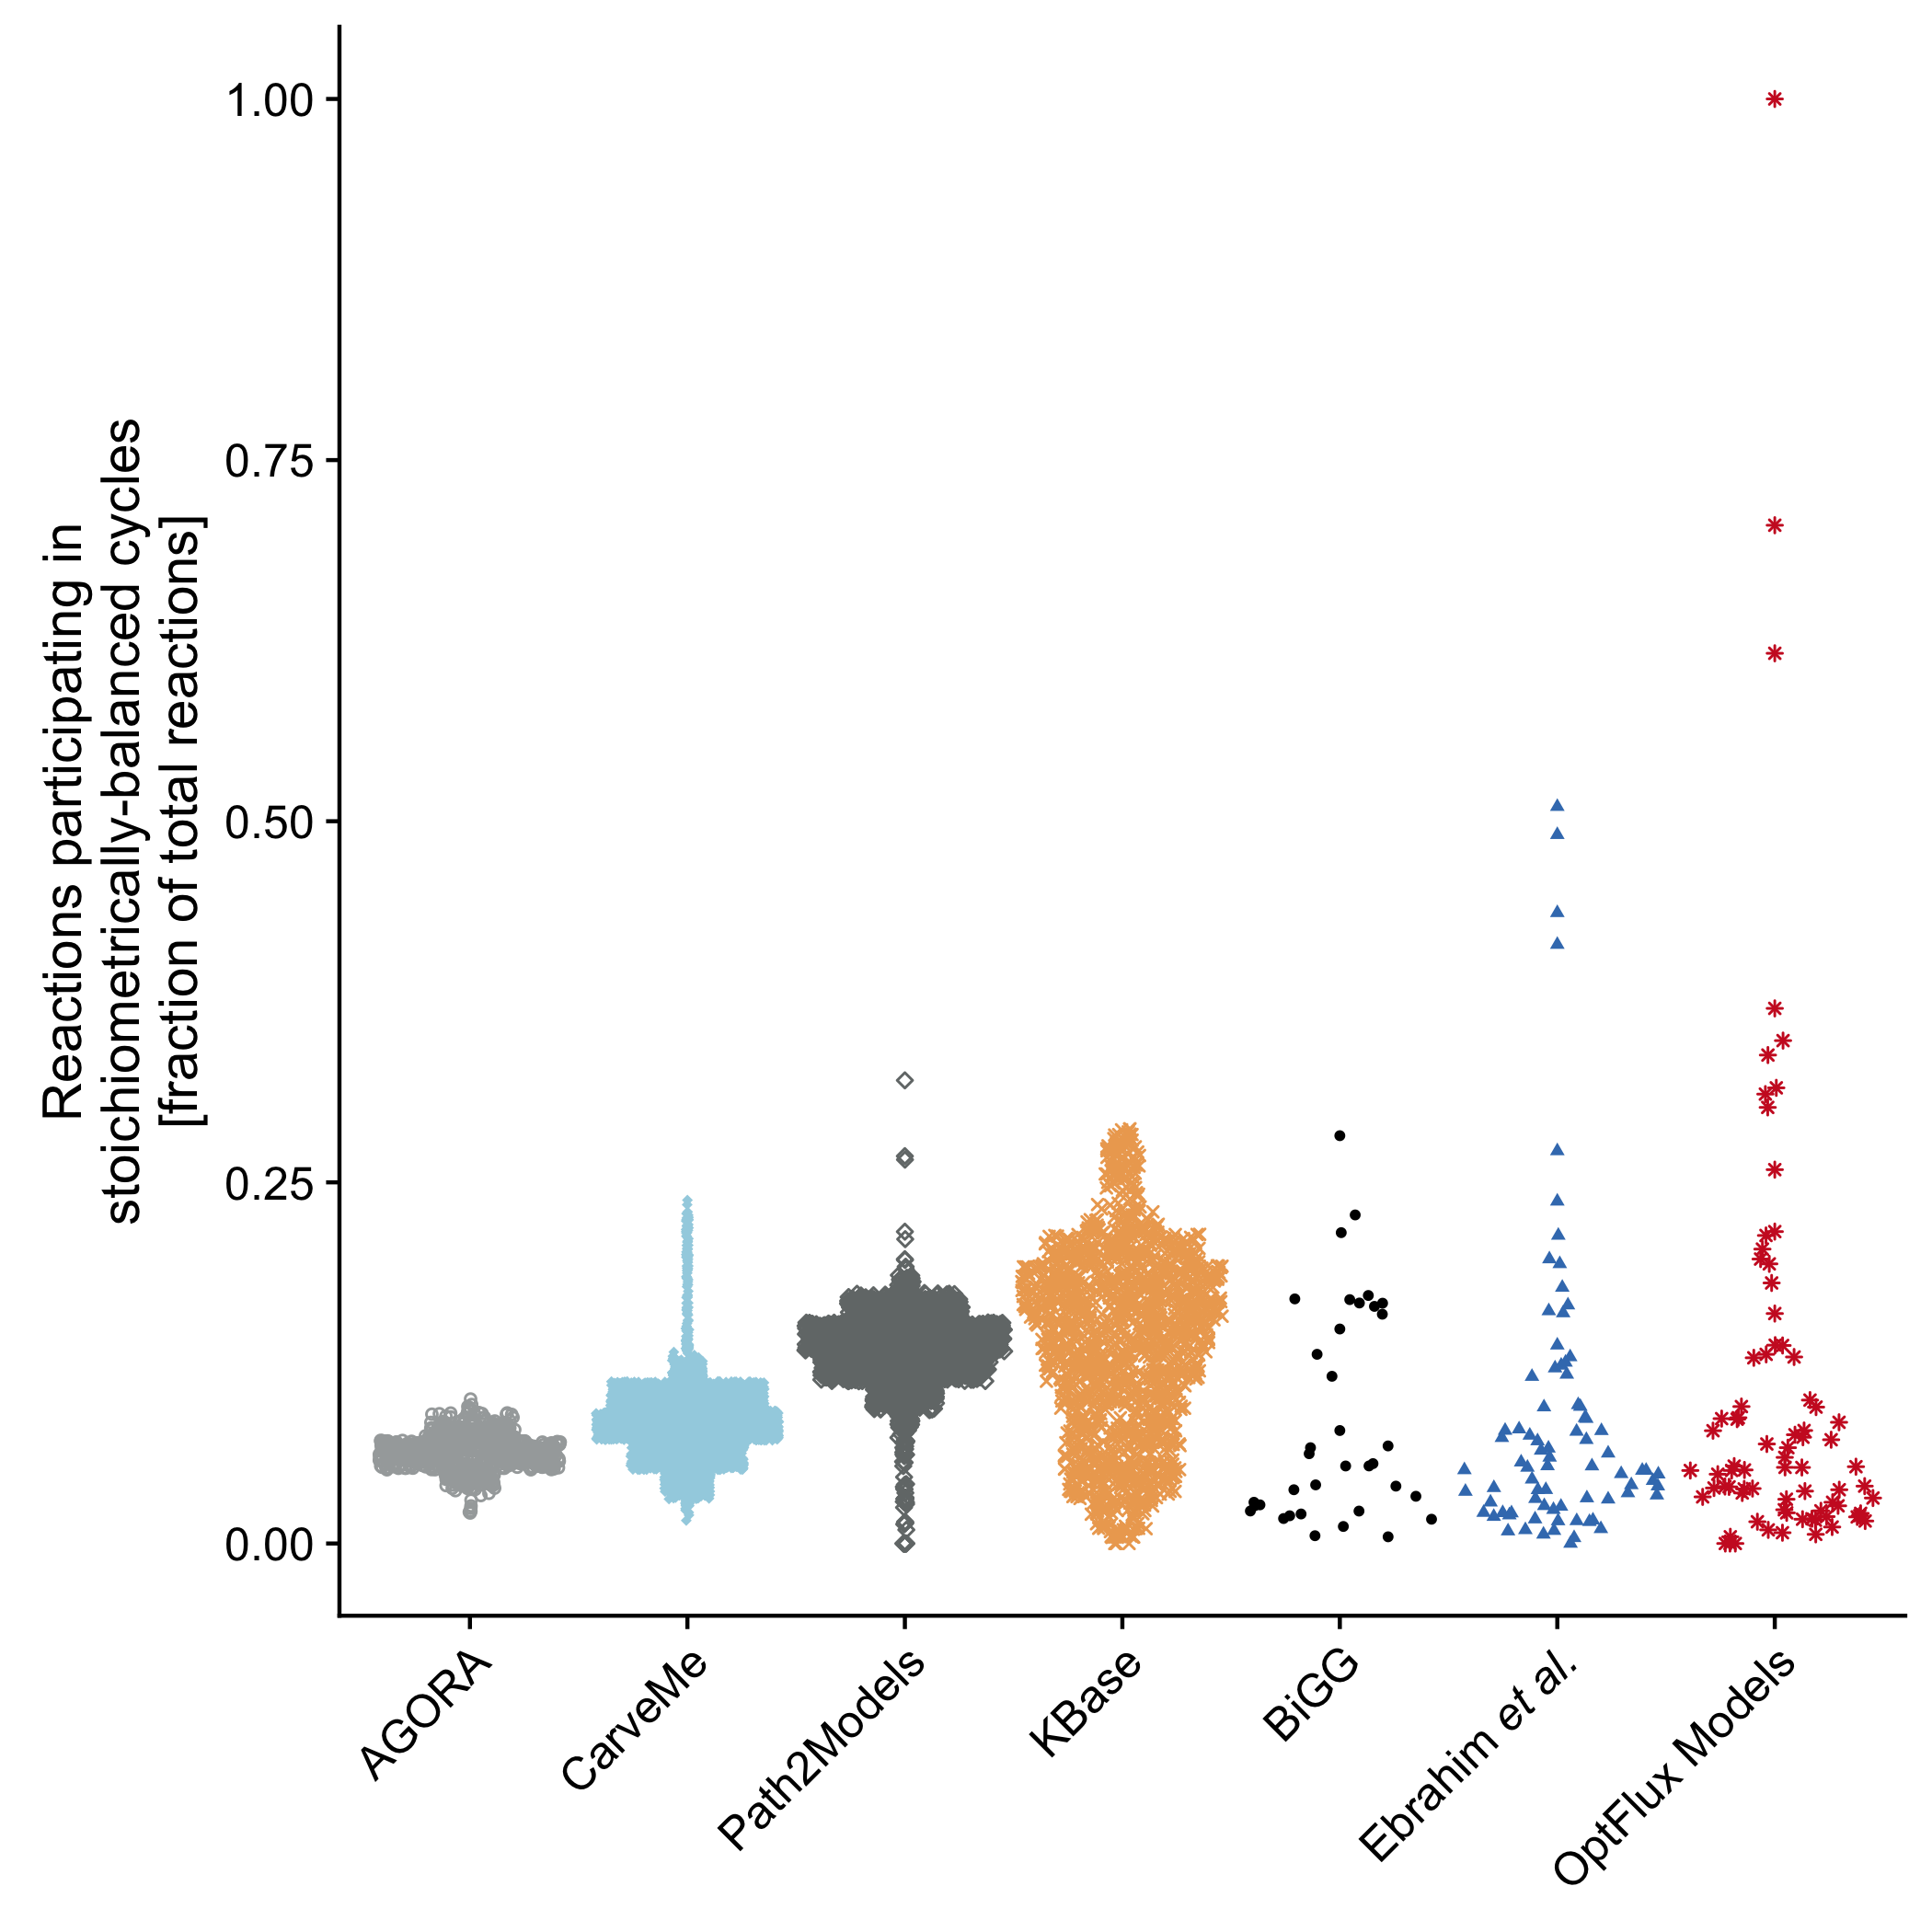 Reactions participating in
stoichiometrically-balanced cycles
[fraction of total reactions]
1.00
0.75
0.50
0.25
0.00
AGORA
CarveMe
Path2Models
KBase
BiGG
Ebrahim et al.
OptFlux Models